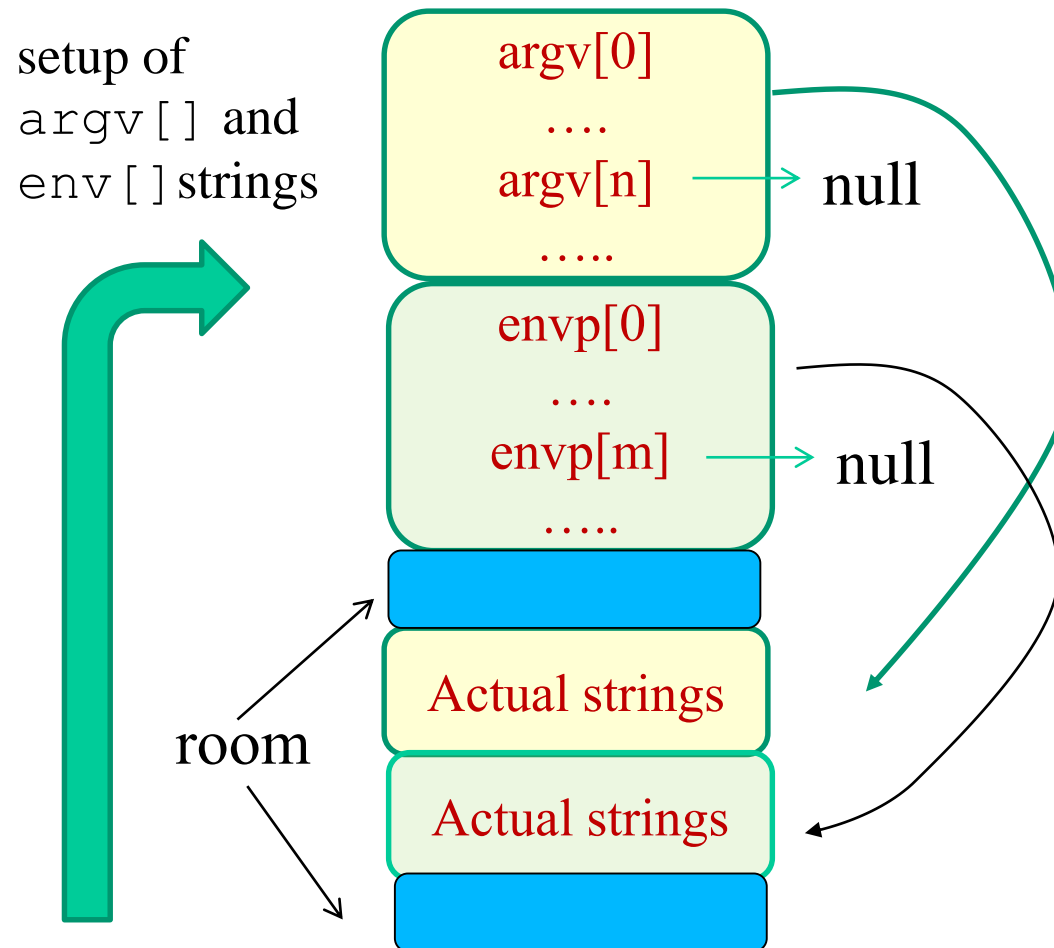 setup of
argv[] and
env[] strings
argv[0]
….
argv[n]
null
…..
envp[0]
….
envp[m]
null
…..
Actual strings
room
Actual strings